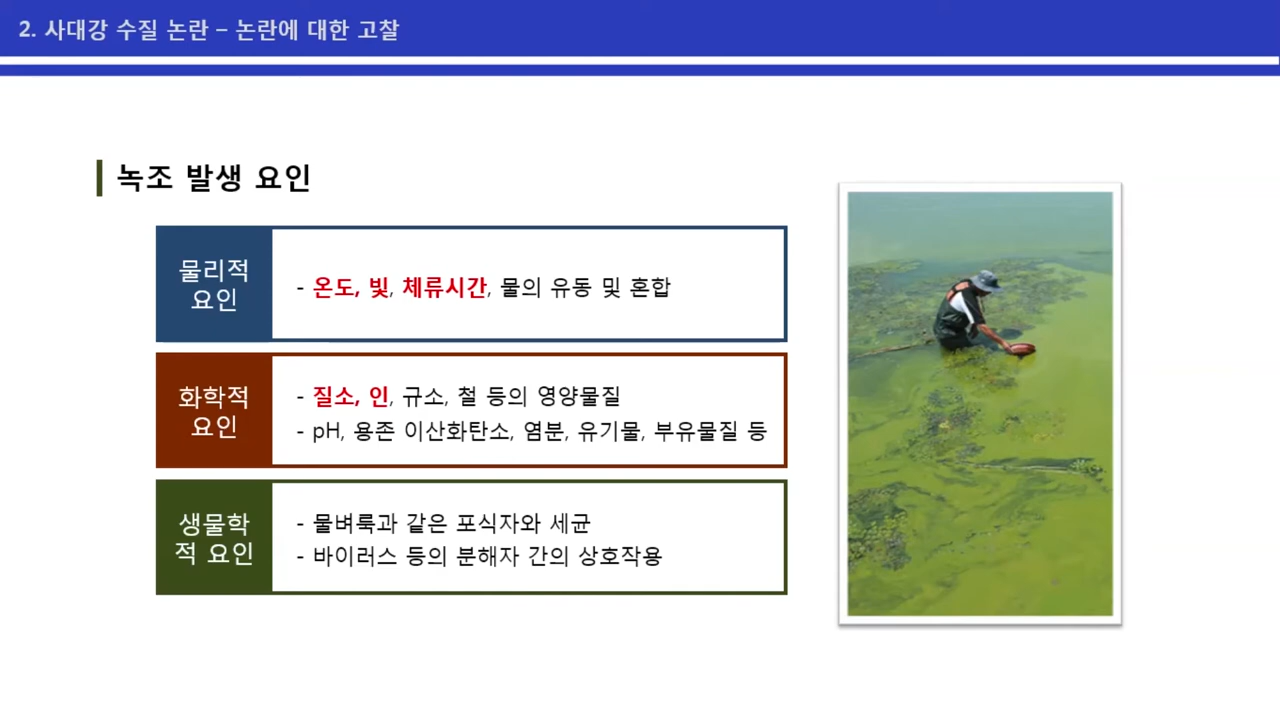 2. 사대강 수질 논란 – 논란에 대한 고찰
녹조 발생 요인
물리적
요인
- 온도, 빛, 체류시간, 물의 유동 및 혼합
화학적
요인
- 질소, 인, 규소, 철 등의 영양물질
- pH, 용존 이산화탄소, 염분, 유기물, 부유물질 등
생물학
적 요인
- 물벼룩과 같은 포식자와 세균
- 바이러스 등의 분해자 간의 상호작용